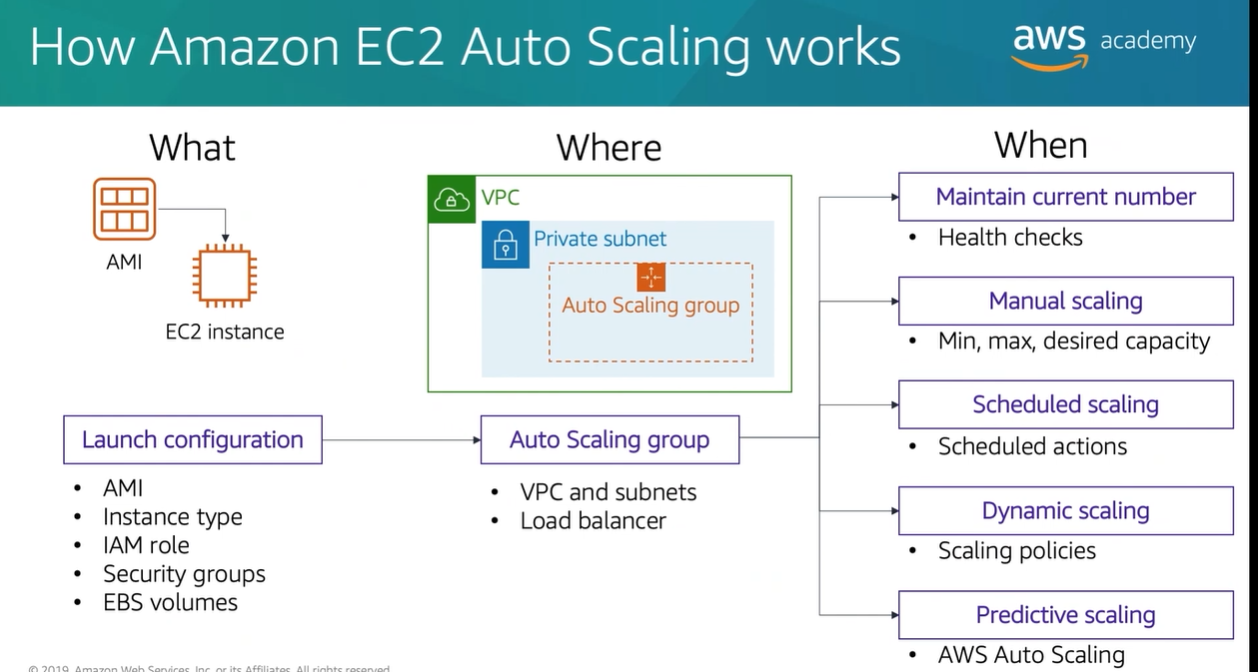 How Amazon EC2 Auto Scaling works
aws academy
What
AMI
EC2 instance
Launch configuration
• AMI
• Instance type
• IAM role
• Security groups
• EBS volumes
Where
VPC
Private subnet
Auto Scaling group
Auto Scaling group
• VPC and subnets
• Load balancer
When
Maintain current number
• Health checks
Manual scaling
• Min, max, desired capacity
Scheduled scaling
• Scheduled actions
Dynamic scaling
• Scaling policies
Predictive scaling
• AWS Auto Scaling
© 2019, Amazon Web Services, Inc. or its Affiliates. All rights reserved.